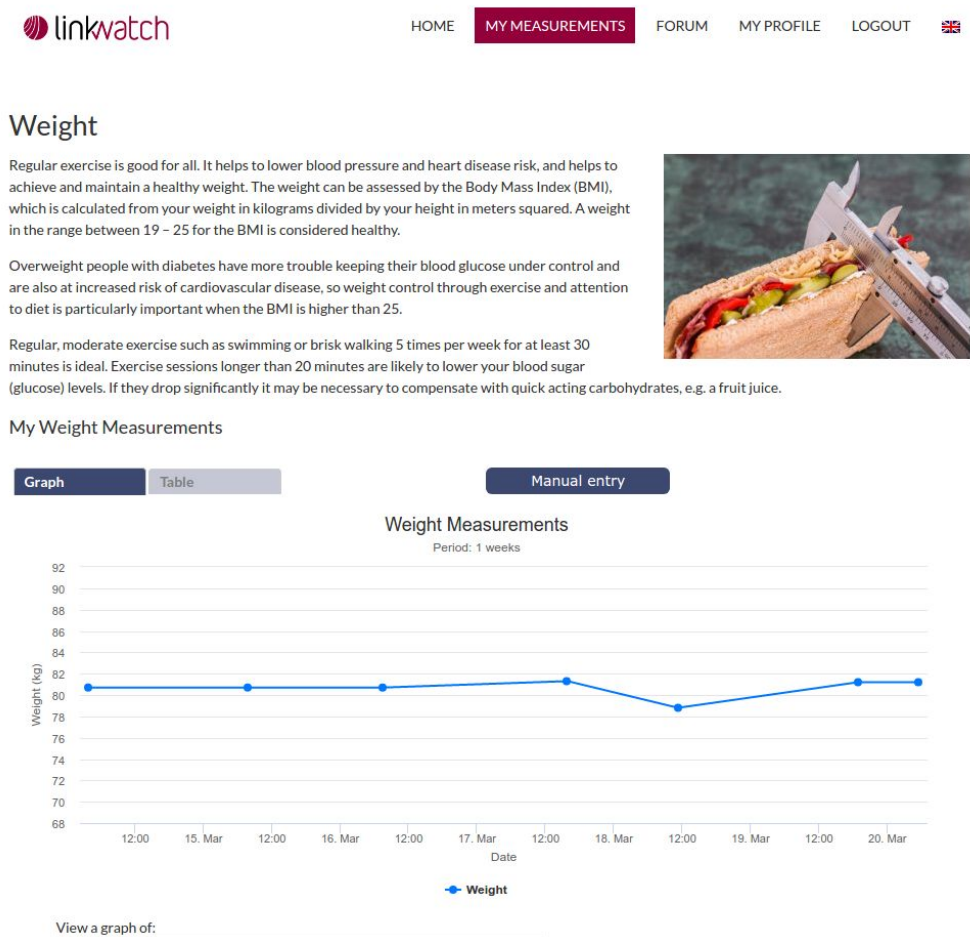 linkwatch
HOME MY MEASUREMENTS FORUM MY PROFILE LOGOUT
Weight
Regular exercise is good for all. It helps to lower blood pressure and heart disease risk, and helps to
achieve and maintain a healthy weight. The weight can be assessed by the Body Mass Index (BMI),
which is calculated from your weight in kilograms divided by your height in meters squared. A weight
in the range between 19 – 25 for the BMI is considered healthy.
Overweight people with diabetes have more trouble keeping their blood glucose under control and
are also at increased risk of cardiovascular disease, so weight control through exercise and attention
to diet is particularly important when the BMI is higher than 25.
Regular, moderate exercise such as swimming or brisk walking 5 times per week for at least 30
minutes is ideal. Exercise sessions longer than 20 minutes are likely to lower your blood sugar
(glucose) levels. If they drop significantly it may be necessary to compensate with quick acting carbohydrates, e.g. a fruit juice.
My Weight Measurements
Graph Table Manual entry
Weight Measurements
Period: 1 weeks
92
90
88
86
84
82
80
78
76
74
72
70
68
Weight (kg)
12:00 15. Mar 12:00 16. Mar 12:00 17. Mar 12:00 18. Mar 12:00 19. Mar 12:00 20. Mar
Date
Weight
View a graph of: